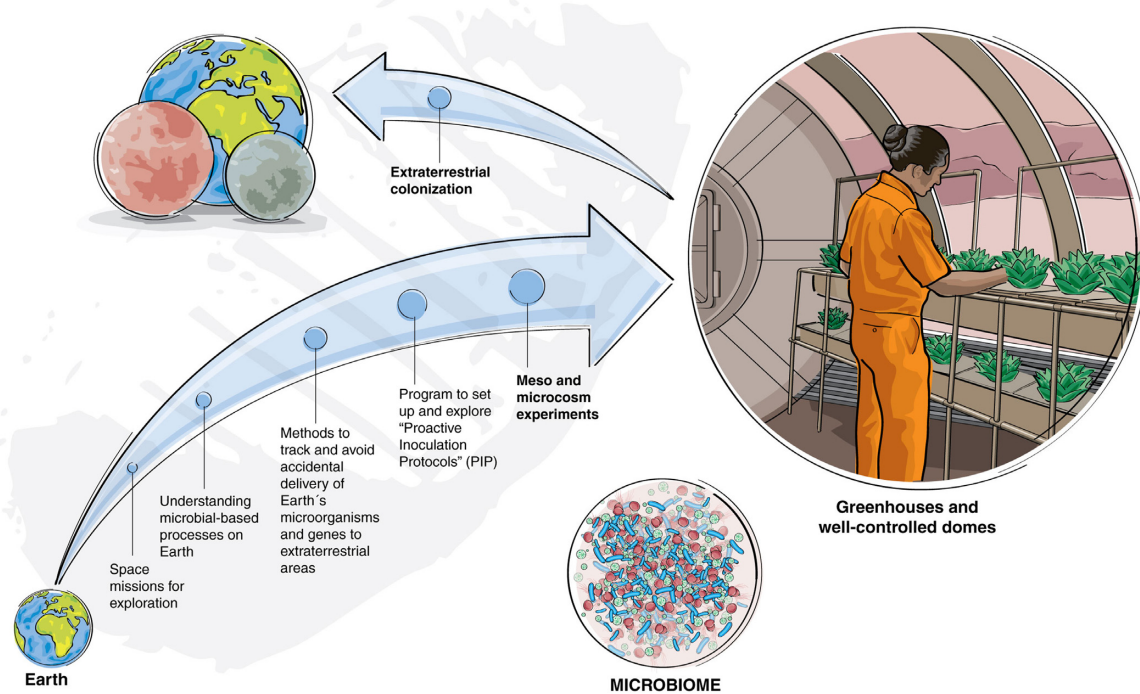 Extraterrestrial
colonization
Meso and
microcosm
experiments
Program to set
up and explore
“Proactive
Inoculation
Protocols” (PIP)
Methods to
track and avoid
accidental
delivery of
Earth´s
microorganisms
and genes to
extraterrestrial
areas
Understanding
microbial-based
processes on
Earth
Space
missions for
exploration
Earth
Greenhouses and
well-controlled domes
MICROBIOME